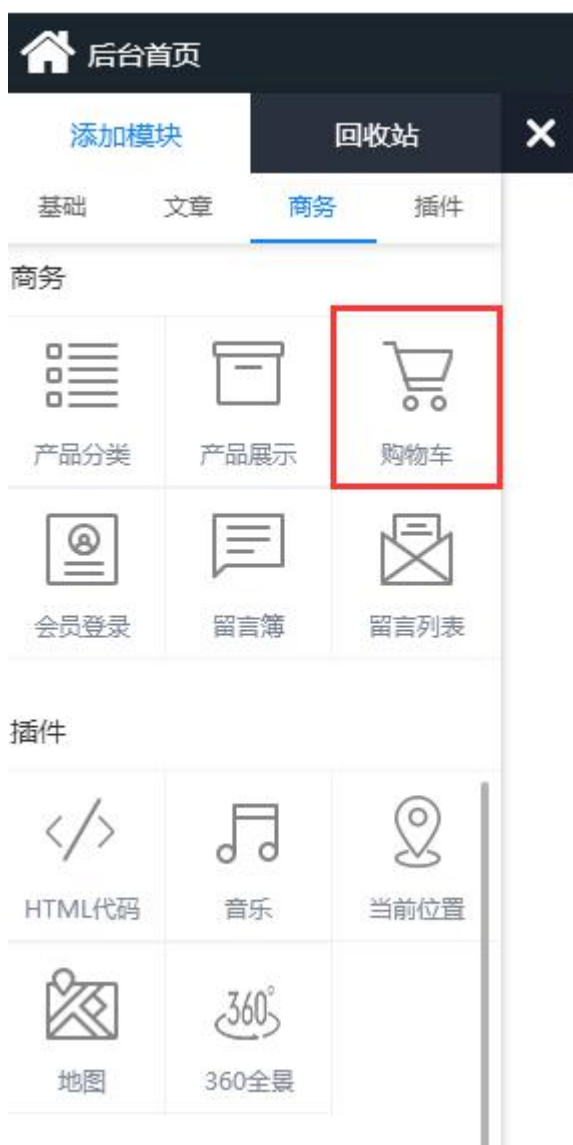 后台首页
添加模块 回收站
基础 文章 商务 插件
商务
产品分类 产品展示 购物车
会员登录 留言簿 留言列表
插件
HTML代码 音乐 当前位置
360°
地图 360全景